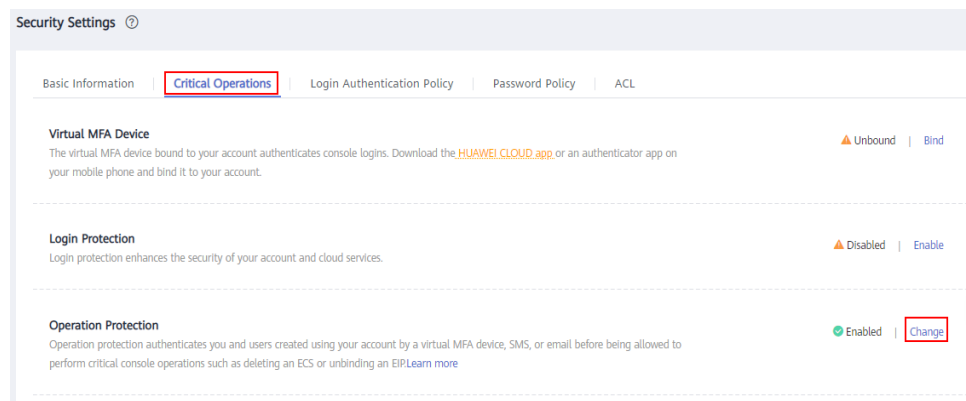 Security Settings ?
Basic Information | Critical Operations | Login Authentication Policy | Password Policy | ACL
Virtual MFA Device
The virtual MFA device bound to your account authenticates console logins. Download the HUAWEI CLOUD app or an authenticator app on
your mobile phone and bind it to your account.
Unbound | Bind
Login Protection
Login protection enhances the security of your account and cloud services.
Disabled | Enable
Operation Protection
Operation protection authenticates you and users created using your account by a virtual MFA device, SMS, or email before being allowed to
perform critical console operations such as deleting an ECS or unbinding an EIP.Learn more
Enabled | Change